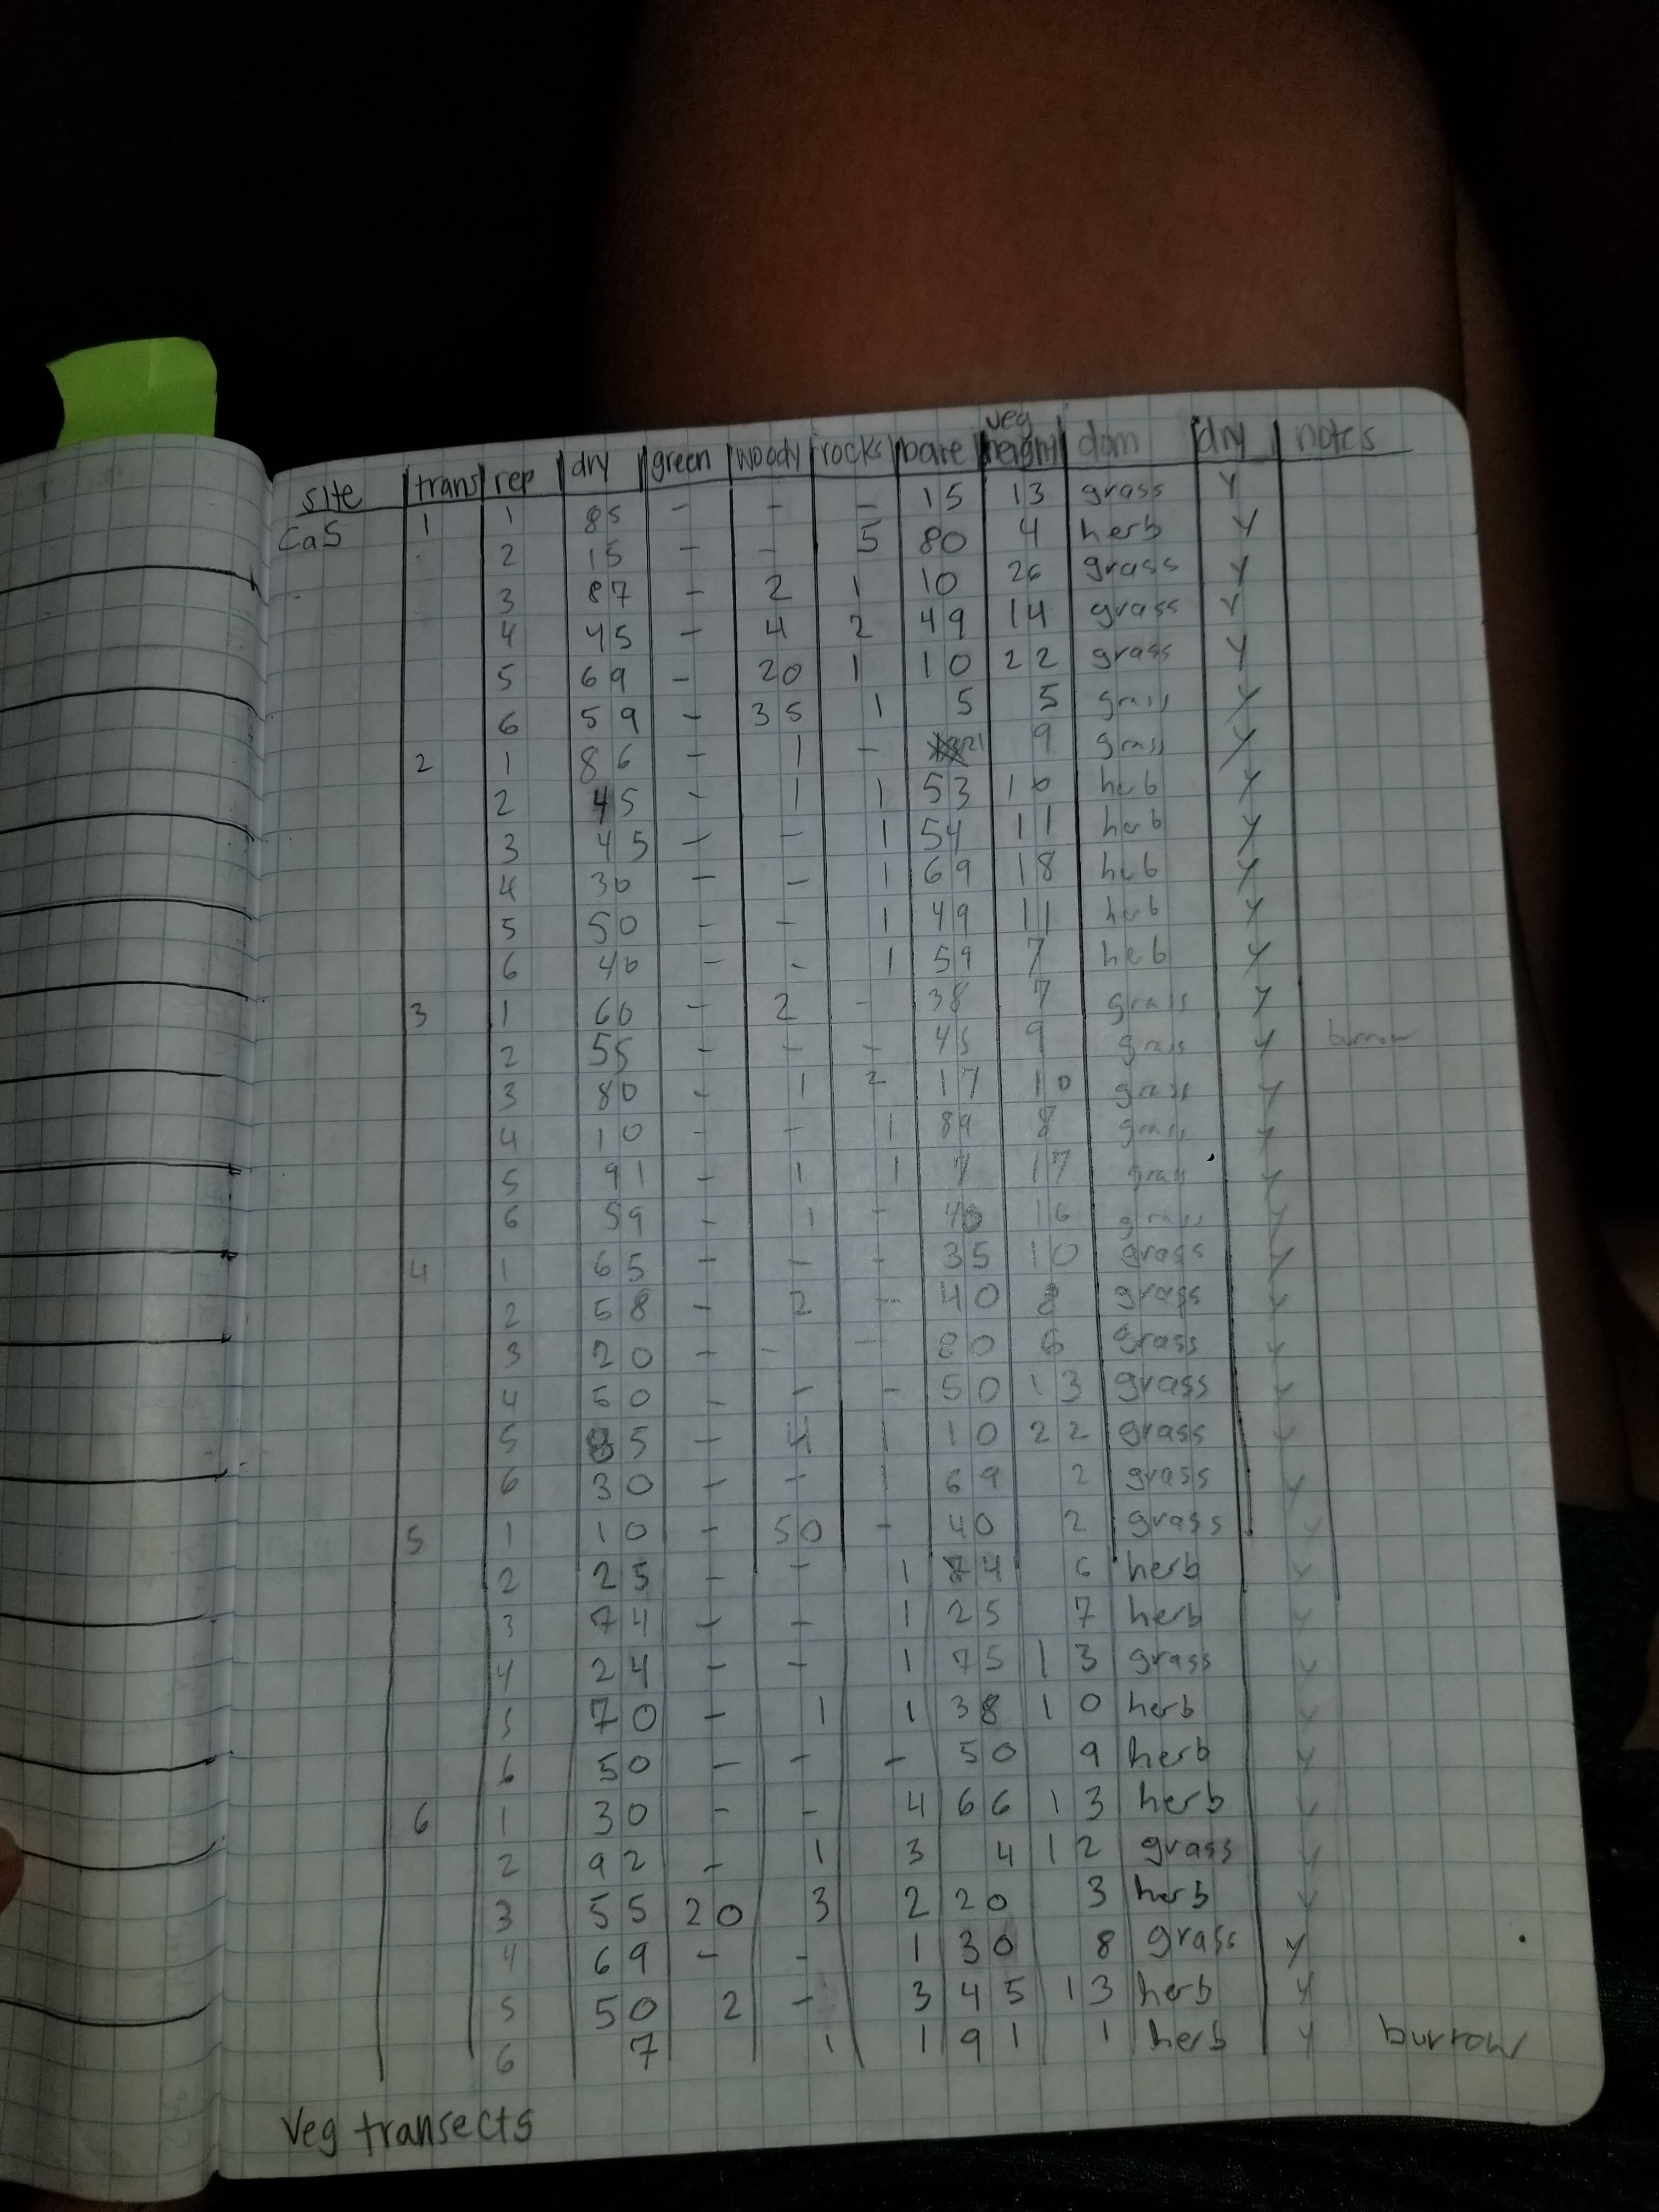 site trans rep dry green woody rocks bare veg height dom dry notes
CaS 1 1 85 - - - 15 13 grass Y
2 15 - - 5 80 4 herb Y
3 87 - 2 1 10 26 grass Y
4 45 - 4 2 49 14 grass Y
5 69 - 20 1 10 22 grass Y
6 59 - 35 1 5 5 grass Y
2 1 86 - 1 - 9 grass Y
2 45 - 1 1 53 10 herb Y
3 45 - - 1 54 11 herb Y
4 30 - - 1 69 18 herb Y
5 50 - - 1 49 11 herb Y
6 40 - - 1 59 7 herb Y
3 1 60 - 2 - 38 7 grass Y
2 55 - - - 45 9 grass Y burrow
3 80 - 1 2 17 10 grass Y
4 10 - - 1 89 8 grass Y
5 91 - 1 1 7 17 grass Y
6 59 - 1 - 40 16 grass Y
4 1 65 - - - 35 10 grass Y
2 58 - 2 - 40 8 grass Y
3 20 - - - 80 6 grass Y
4 50 - - - 50 13 grass Y
5 85 - 4 1 10 22 grass Y
6 30 - - 1 69 2 grass Y
5 1 10 - 50 - 40 2 grass Y
2 25 - - 1 74 6 herb Y
3 74 - - 1 25 7 herb Y
4 24 - - 1 75 13 grass Y
5 70 - 1 1 38 10 herb Y
6 50 - - - 50 9 herb Y
6 1 30 - - 4 66 13 herb Y
2 92 - 1 3 4 12 grass Y
3 55 20 3 2 20 3 herb Y
4 69 - - 1 30 8 grass Y
5 50 2 - 3 45 13 herb Y
6 7 1 1 91 1 herb Y burrow
Veg transects